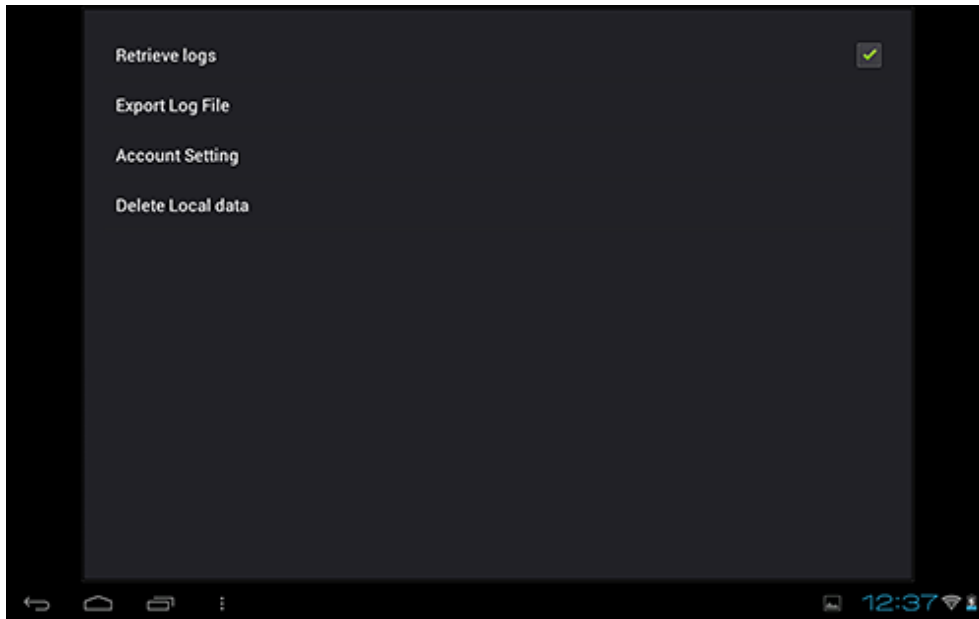 Retrieve logs
Export Log File
Account Setting
Delete Local data
12:37